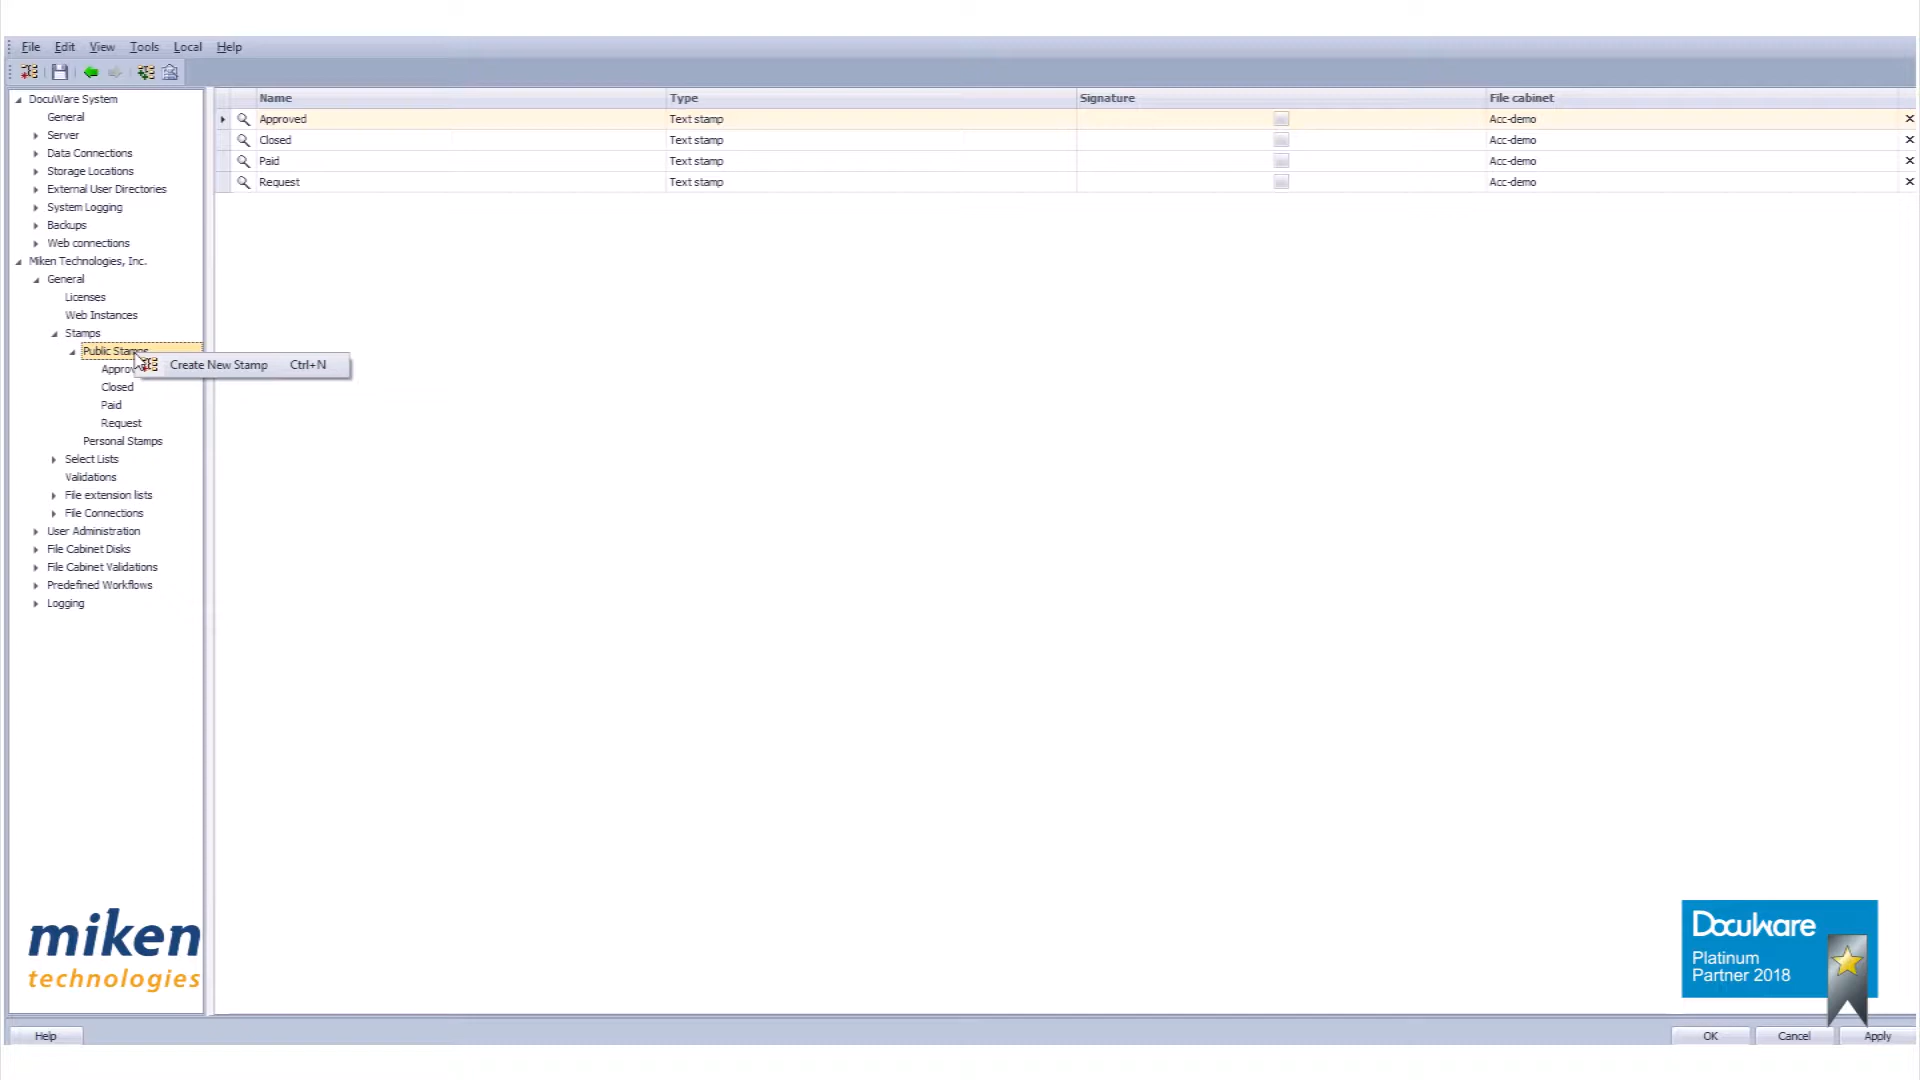 File Edit View Tools Local Help
DocuWare System
General
Server
Data Connections
Storage Locations
External User Directories
System Logging
Backups
Web connections
Miken Technologies, Inc.
General
Licenses
Web Instances
Stamps
Public Stamps
Create New Stamp Ctrl+N
Closed
Paid
Request
Personal Stamps
Select Lists
Validations
File extension lists
File Connections
User Administration
File Cabinet Disks
File Cabinet Validations
Predefined Workflows
Logging
Name Type Signature File cabinet
Approved Text stamp Acc-demo
Closed Text stamp Acc-demo
Paid Text stamp Acc-demo
Request Text stamp Acc-demo
miken
technologies
DocuWare
Platinum
Partner 2018
Help OK Cancel Apply